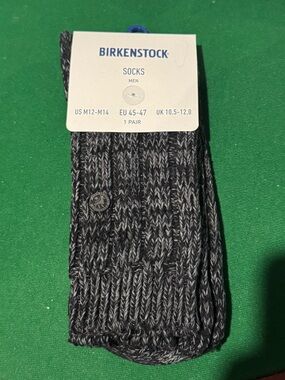 BIRKENSTOCK
SOCKS
MEN
US M12-M14 EU 45-47 UK 10.5-12.0
1 PAIR